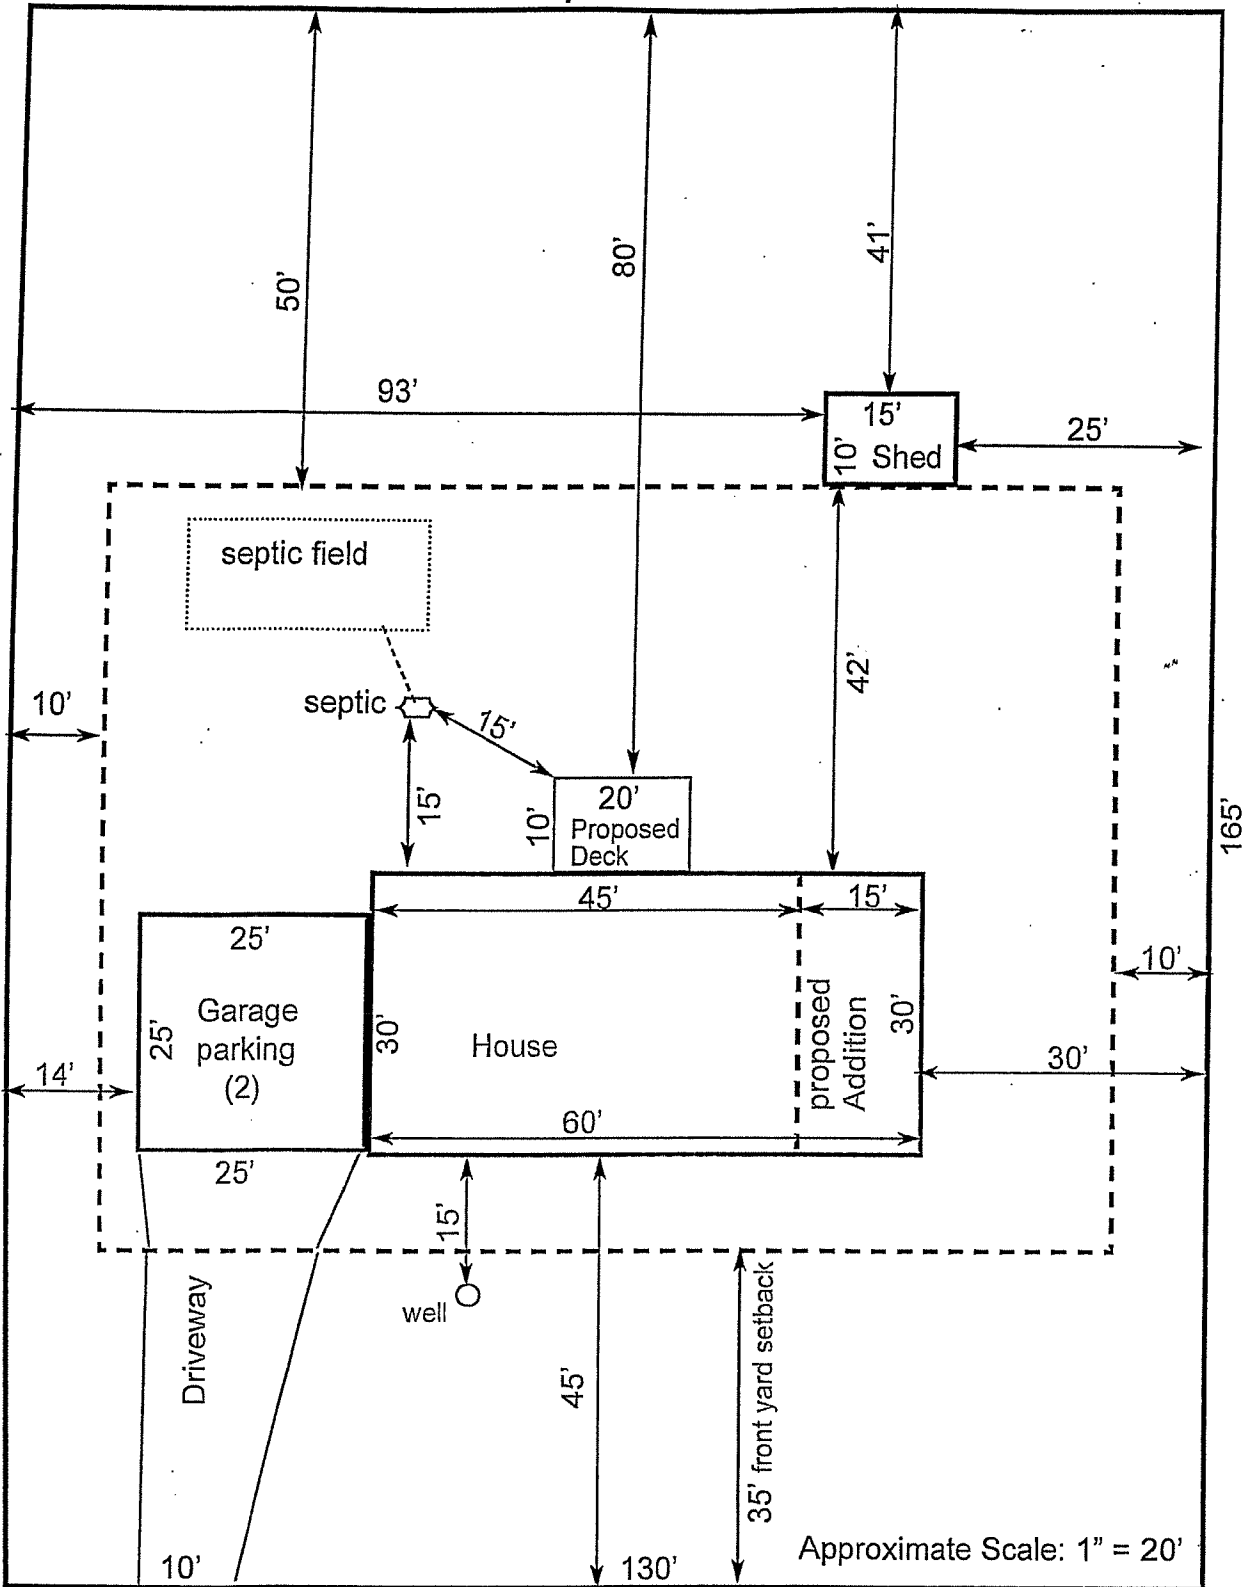 50'
80'
41'
93'
15'
10'
Shed
25'
septic field
10'
septic
15'
15'
42'
165'
20'
10'
Proposed
Deck
45'
15'
25'
25'
Garage
parking
(2)
30'
House
proposed
Addition
30'
10'
14'
30'
60'
25'
15'
well
Driveway
45'
35' front yard setback
10'
130'
Approximate Scale: 1" = 20'